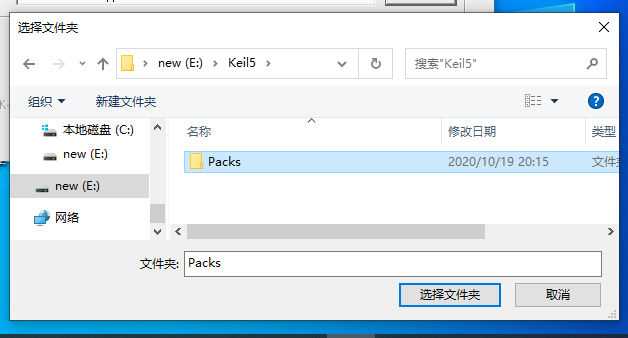 选择文件夹
new (E:) Keil5
搜索"Keil5"
组织 新建文件夹
K
本地磁盘 (C:)
new (E:)
new (E:)
网络
名称 修改日期 类型
Packs 2020/10/19 20:15 文件
文件夹: Packs
选择文件夹 取消